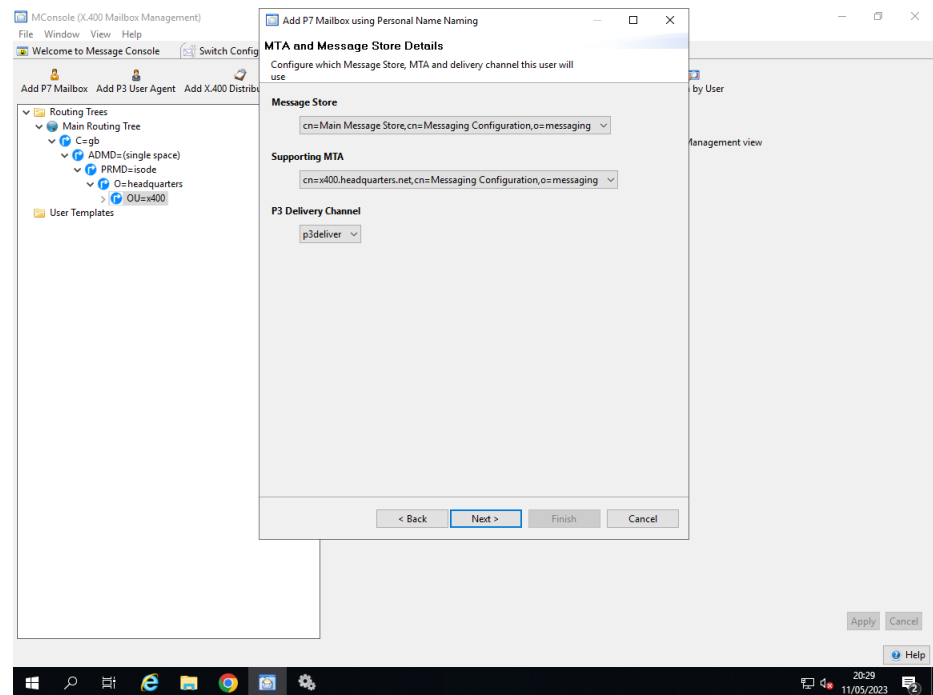 MConsole (X.400 Mailbox Management)
File Window View Help
Welcome to Message Console
Switch Config
Add P7 Mailbox Add P3 User Agent Add X.400 Distribu
by User
Routing Trees
Main Routing Tree
C=gb
ADMD=(single space)
PRMD=isode
O=headquarters
OU=x400
User Templates
Management view
Add P7 Mailbox using Personal Name Naming
MTA and Message Store Details
Configure which Message Store, MTA and delivery channel this user will
use
Message Store
cn=Main Message Store,cn=Messaging Configuration,o=messaging
Supporting MTA
cn=x400.headquarters.net,cn=Messaging Configuration,o=messaging
P3 Delivery Channel
p3deliver
< Back Next > Finish Cancel
Apply Cancel
Help
20:29
11/05/2023
2